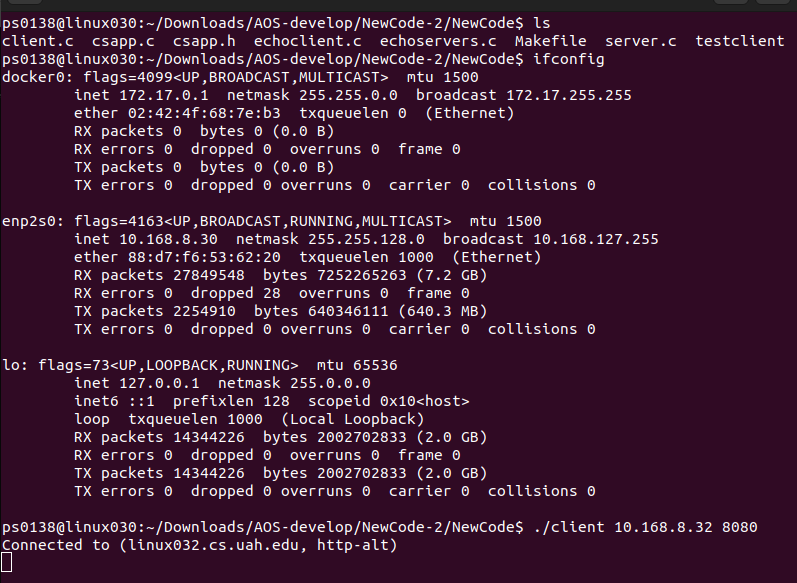 ps0138@linux030:~/Downloads/AOS-develop/NewCode-2/NewCode$ ls
client.c  csapp.c  csapp.h  echoclient.c  echoservers.c  Makefile  server.c  testclient
ps0138@linux030:~/Downloads/AOS-develop/NewCode-2/NewCode$ ifconfig
docker0: flags=4099<UP,BROADCAST,MULTICAST>  mtu 1500
        inet 172.17.0.1  netmask 255.255.0.0  broadcast 172.17.255.255
        ether 02:42:4f:68:7e:b3  txqueuelen 0  (Ethernet)
        RX packets 0  bytes 0 (0.0 B)
        RX errors 0  dropped 0  overruns 0  frame 0
        TX packets 0  bytes 0 (0.0 B)
        TX errors 0  dropped 0 overruns 0  carrier 0  collisions 0

enp2s0: flags=4163<UP,BROADCAST,RUNNING,MULTICAST>  mtu 1500
        inet 10.168.8.30  netmask 255.255.128.0  broadcast 10.168.127.255
        ether 88:d7:f6:53:62:20  txqueuelen 1000  (Ethernet)
        RX packets 27849548  bytes 7252265263 (7.2 GB)
        RX errors 0  dropped 28  overruns 0  frame 0
        TX packets 2254910  bytes 640346111 (640.3 MB)
        TX errors 0  dropped 0 overruns 0  carrier 0  collisions 0

lo: flags=73<UP,LOOPBACK,RUNNING>  mtu 65536
        inet 127.0.0.1  netmask 255.0.0.0
        inet6 ::1  prefixlen 128  scopeid 0x10<host>
        loop  txqueuelen 1000  (Local Loopback)
        RX packets 14344226  bytes 2002702833 (2.0 GB)
        RX errors 0  dropped 0  overruns 0  frame 0
        TX packets 14344226  bytes 2002702833 (2.0 GB)
        TX errors 0  dropped 0 overruns 0  carrier 0  collisions 0

ps0138@linux030:~/Downloads/AOS-develop/NewCode-2/NewCode$ ./client 10.168.8.32 8080
Connected to (linux032.cs.uah.edu, http-alt)